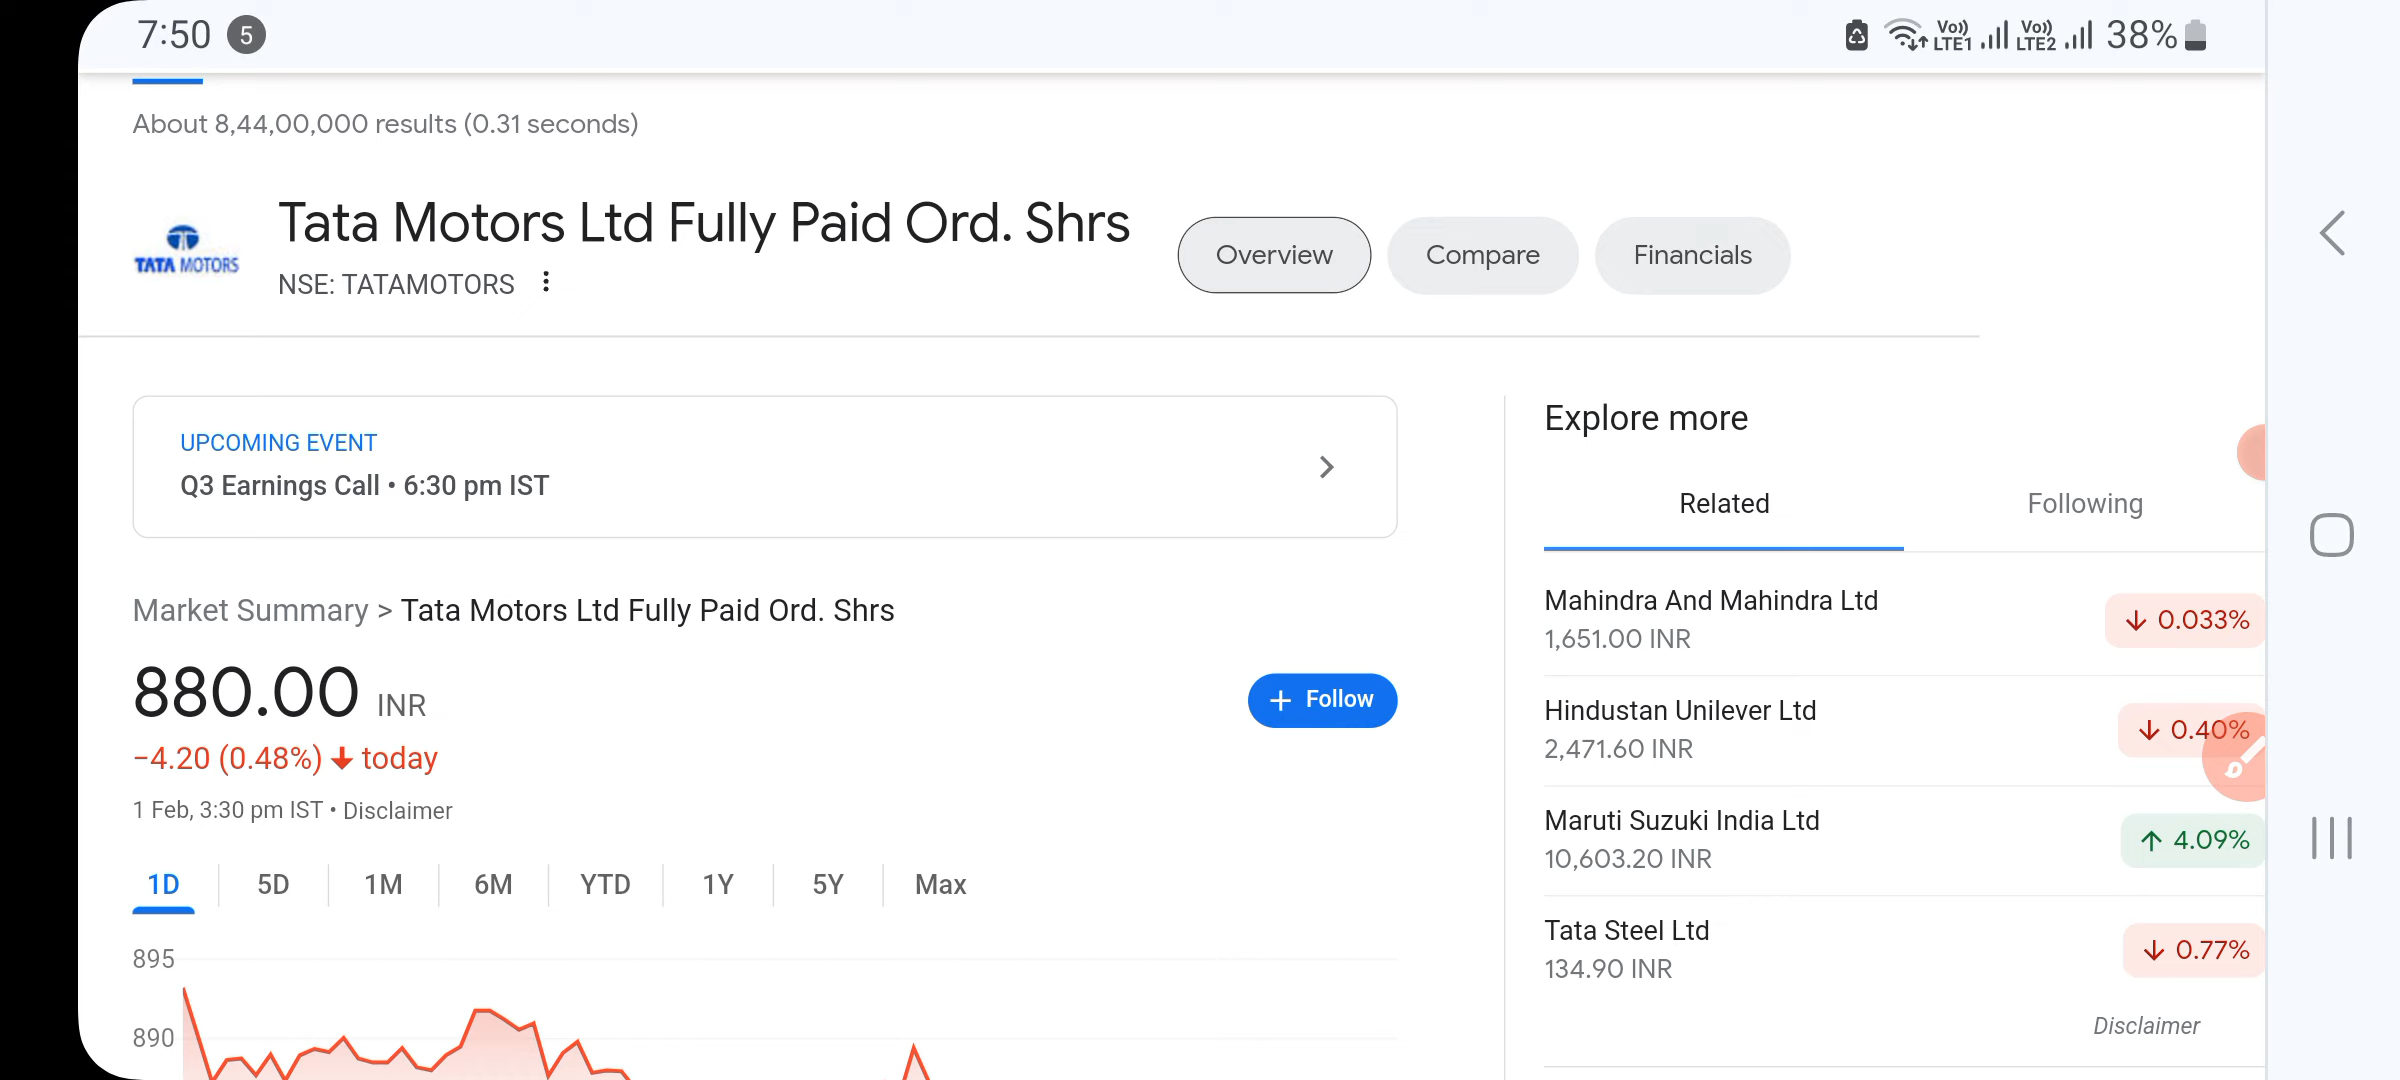 7:50 5 Vo)) LTE1 Vo)) LTE2 38%
About 8,44,00,000 results (0.31 seconds)
TATA MOTORS
Tata Motors Ltd Fully Paid Ord. Shrs
NSE: TATAMOTORS
Overview Compare Financials
UPCOMING EVENT
Q3 Earnings Call • 6:30 pm IST
Market Summary > Tata Motors Ltd Fully Paid Ord. Shrs
880.00 INR
+ Follow
−4.20 (0.48%) ↓ today
1 Feb, 3:30 pm IST • Disclaimer
1D 5D 1M 6M YTD 1Y 5Y Max
895
890
Explore more
Related Following
Mahindra And Mahindra Ltd
1,651.00 INR
↓ 0.033%
Hindustan Unilever Ltd
2,471.60 INR
↓ 0.40%
Maruti Suzuki India Ltd
10,603.20 INR
↑ 4.09%
Tata Steel Ltd
134.90 INR
↓ 0.77%
Disclaimer